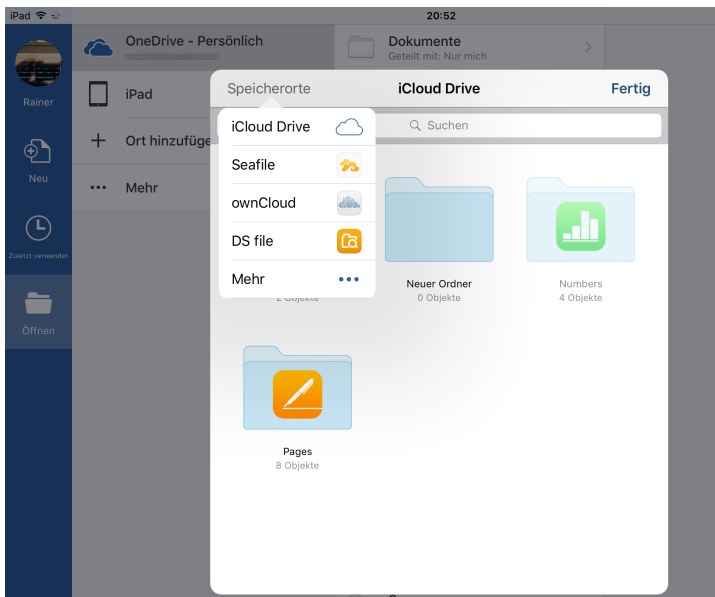 iPad
20:52
Rainer
Neu
Zuletzt verwendet
Öffnen
OneDrive - Persönlich
iPad
Ort hinzufüge
Mehr
Dokumente
Geteilt mit: Nur mich
Speicherorte
iCloud Drive
Fertig
Suchen
iCloud Drive
Seafile
ownCloud
DS file
Mehr
2 Objekte
Neuer Ordner
0 Objekte
Numbers
4 Objekte
Pages
8 Objekte